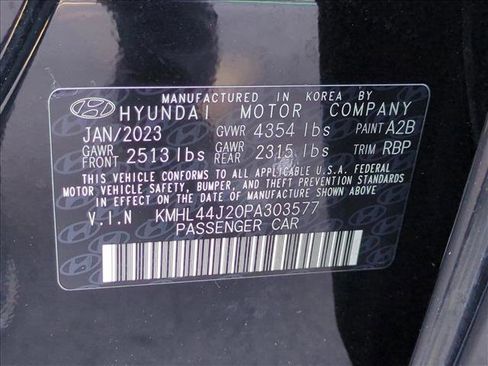 MANUFACTURED IN KOREA BY
HYUNDAI MOTOR COMPANY
JAN/2023 GVWR 4354 lbs PAINT A2B
GAWR FRONT 2513 lbs GAWR REAR 2315 lbs TRIM RBP
THIS VEHICLE CONFORMS TO ALL APPLICABLE U.S.A. FEDERAL
MOTOR VEHICLE SAFETY, BUMPER, AND THEFT PREVENTION STANDARDS
IN EFFECT ON THE DATE OF MANUFACTURE SHOWN ABOVE.
V.I.N KMHL44J20PA303577
PASSENGER CAR